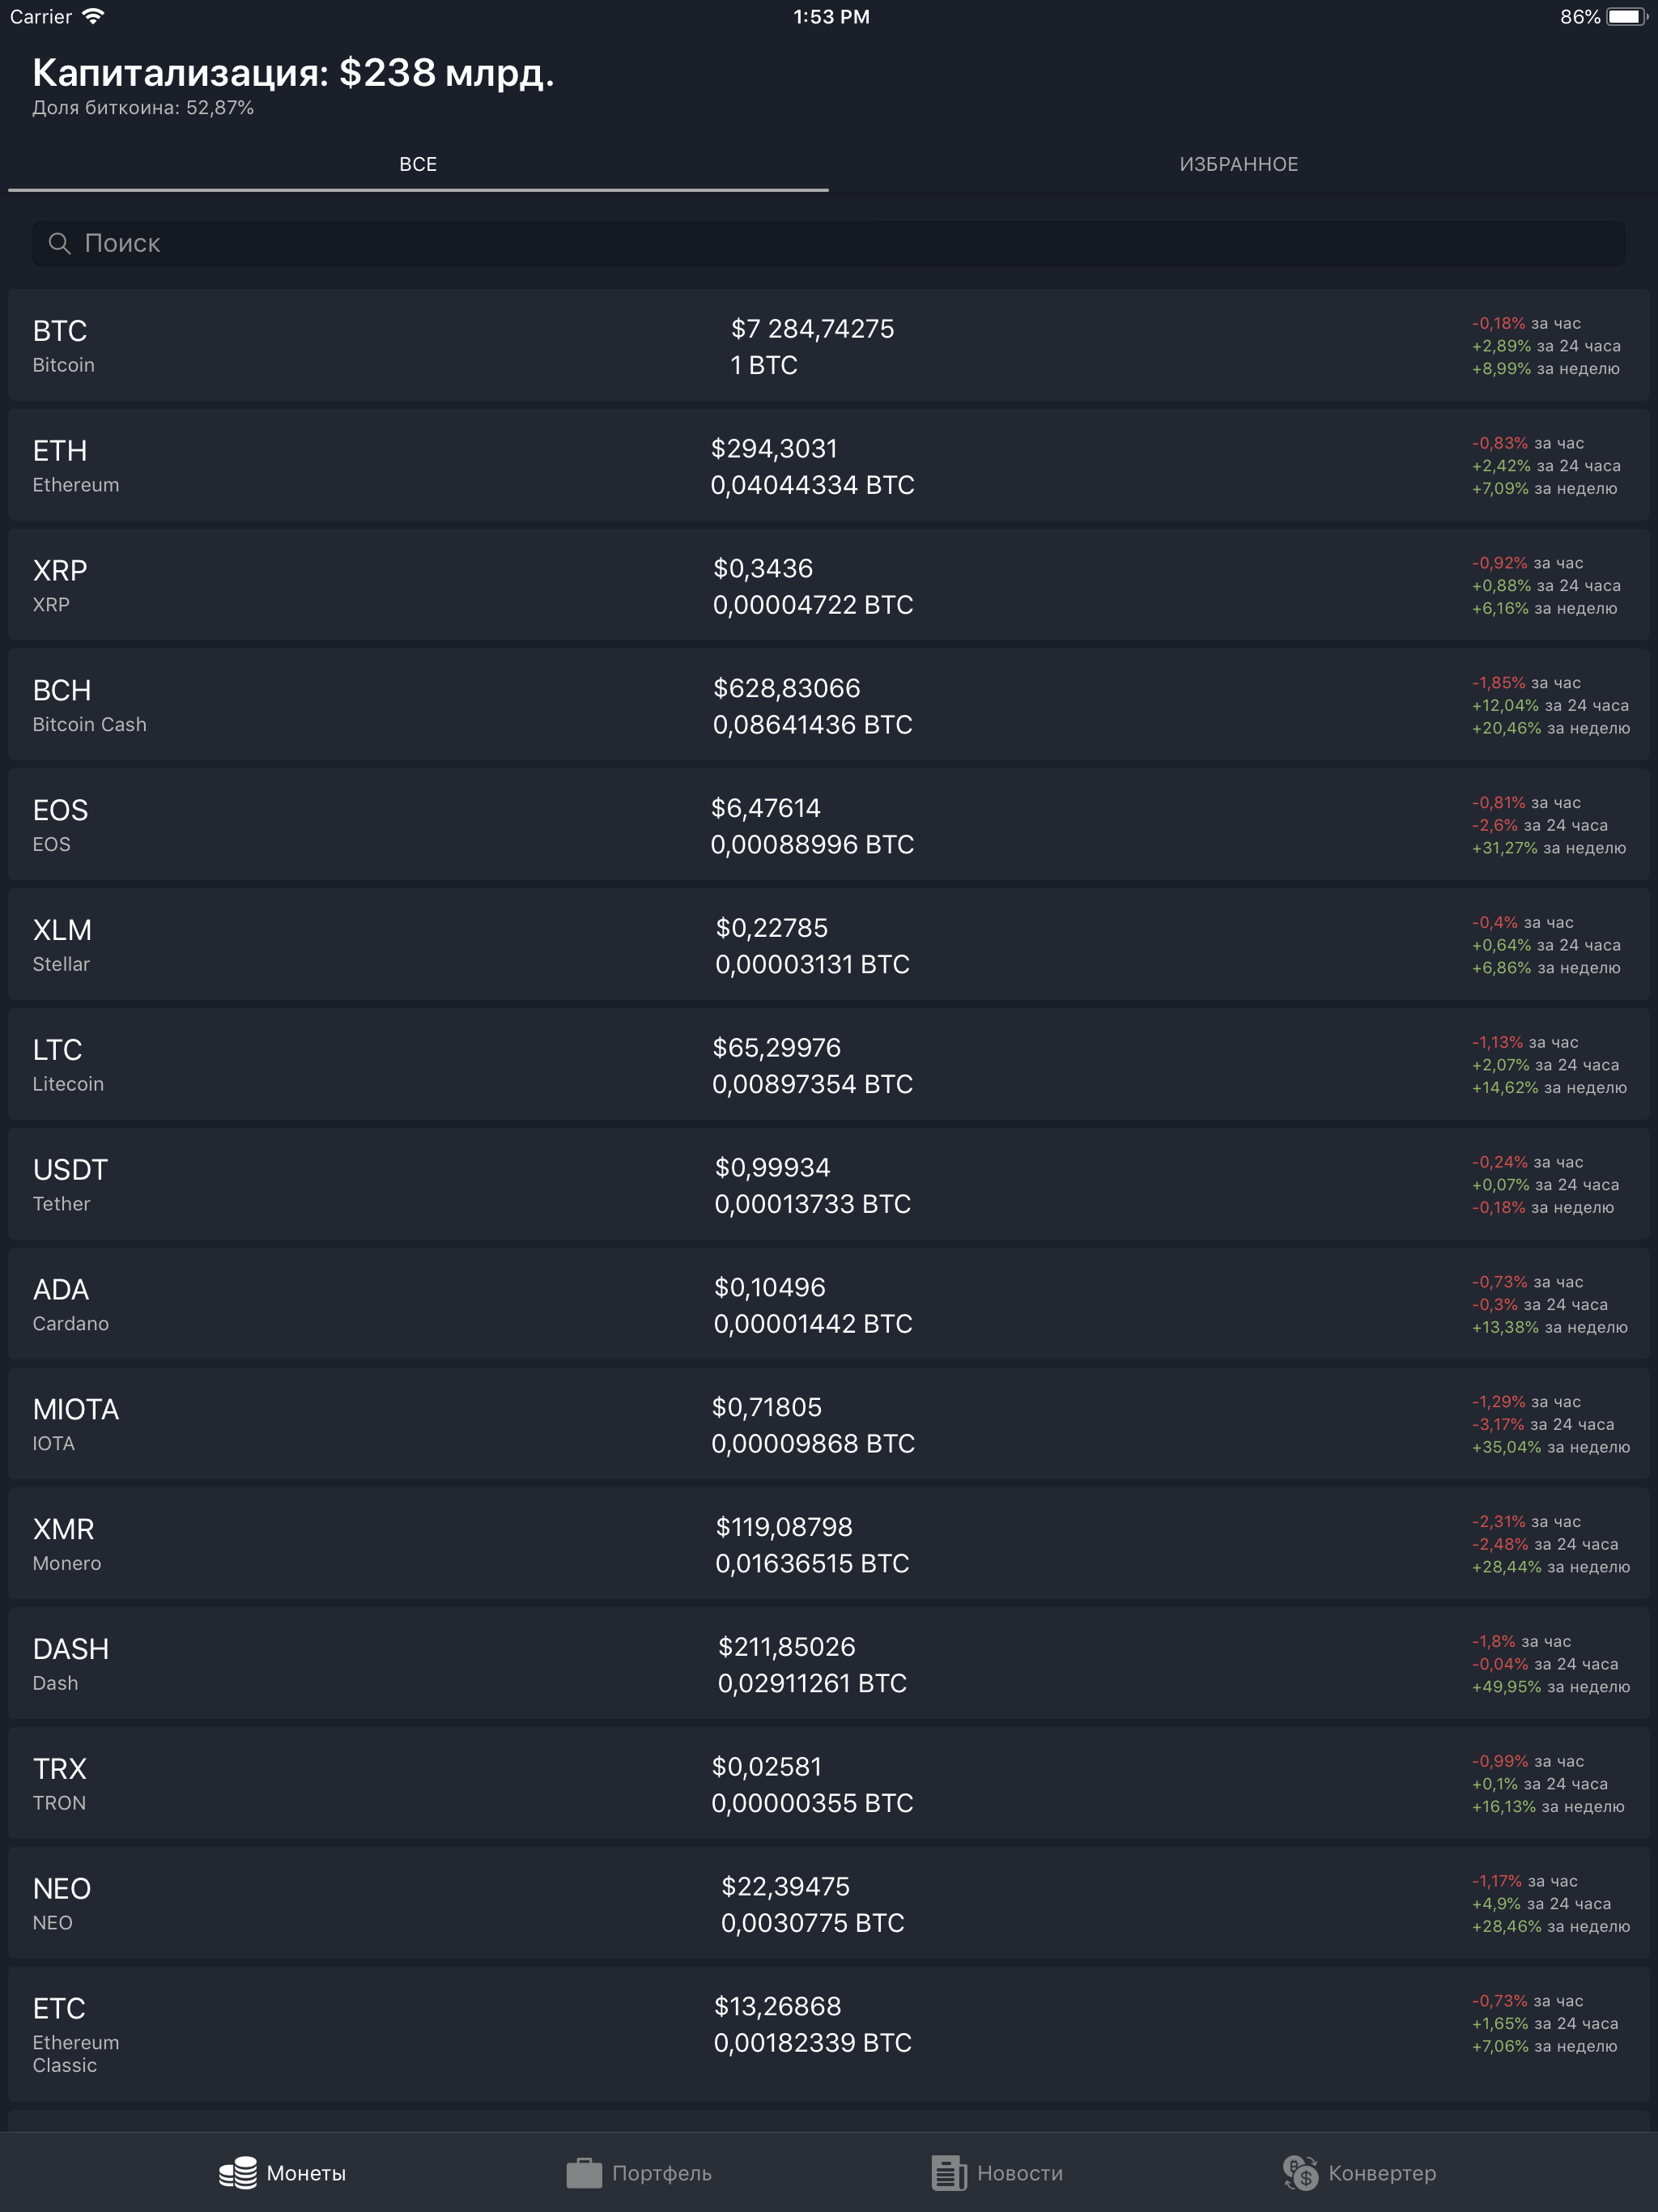 Carrier
1:53 PM
86%
Капитализация: $238 млрд.
Доля биткоина: 52,87%
ВСЕ
ИЗБРАННОЕ
Поиск
BTC
Bitcoin
$7 284,74275
1 BTC
-0,18% за час
+2,89% за 24 часа
+8,99% за неделю
ETH
Ethereum
$294,3031
0,04044334 BTC
-0,83% за час
+2,42% за 24 часа
+7,09% за неделю
XRP
XRP
$0,3436
0,00004722 BTC
-0,92% за час
+0,88% за 24 часа
+6,16% за неделю
BCH
Bitcoin Cash
$628,83066
0,08641436 BTC
-1,85% за час
+12,04% за 24 часа
+20,46% за неделю
EOS
EOS
$6,47614
0,00088996 BTC
-0,81% за час
-2,6% за 24 часа
+31,27% за неделю
XLM
Stellar
$0,22785
0,00003131 BTC
-0,4% за час
+0,64% за 24 часа
+6,86% за неделю
LTC
Litecoin
$65,29976
0,00897354 BTC
-1,13% за час
+2,07% за 24 часа
+14,62% за неделю
USDT
Tether
$0,99934
0,00013733 BTC
-0,24% за час
+0,07% за 24 часа
-0,18% за неделю
ADA
Cardano
$0,10496
0,00001442 BTC
-0,73% за час
-0,3% за 24 часа
+13,38% за неделю
MIOTA
IOTA
$0,71805
0,00009868 BTC
-1,29% за час
-3,17% за 24 часа
+35,04% за неделю
XMR
Monero
$119,08798
0,01636515 BTC
-2,31% за час
-2,48% за 24 часа
+28,44% за неделю
DASH
Dash
$211,85026
0,02911261 BTC
-1,8% за час
-0,04% за 24 часа
+49,95% за неделю
TRX
TRON
$0,02581
0,00000355 BTC
-0,99% за час
+0,1% за 24 часа
+16,13% за неделю
NEO
NEO
$22,39475
0,0030775 BTC
-1,17% за час
+4,9% за 24 часа
+28,46% за неделю
ETC
Ethereum
Classic
$13,26868
0,00182339 BTC
-0,73% за час
+1,65% за 24 часа
+7,06% за неделю
Монеты
Портфель
Новости
Конвертер